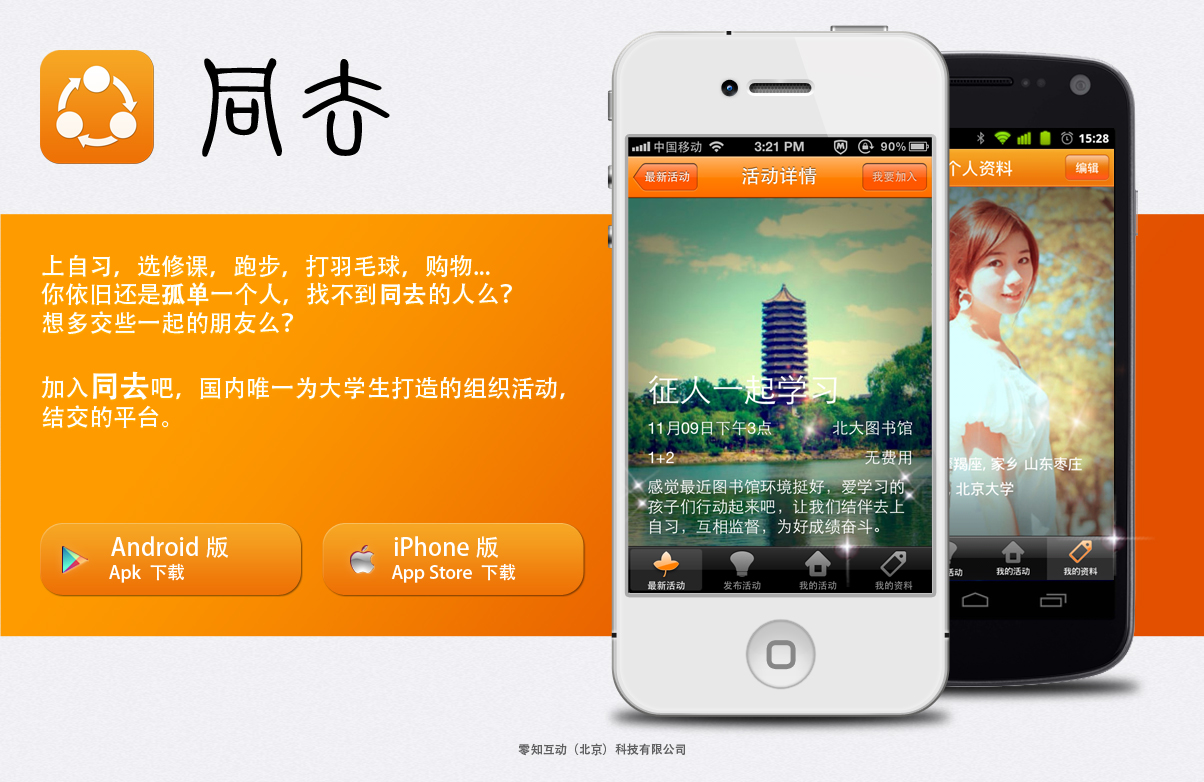 同去
上自习，选修课，跑步，打羽毛球，购物...
你依旧还是孤单一个人，找不到同去的人么？
想多交些一起的朋友么？
加入同去吧，国内唯一为大学生打造的组织活动，
结交的平台。
Android 版
Apk 下载
iPhone 版
App Store 下载
中国移动 3:21 PM 90%
最新活动 活动详情 我要加入
征人一起学习
11月09日下午3点 北大图书馆
1+2 无费用
感觉最近图书馆环境挺好，爱学习的
孩子们行动起来吧，让我们结伴去上
自习，互相监督，为好成绩奋斗。
最新活动 发布活动 我的活动 我的资料
15:28
个人资料 编辑
羯座, 家乡 山东枣庄
, 北京大学
活动 我的活动 我的资料
零知互动（北京）科技有限公司